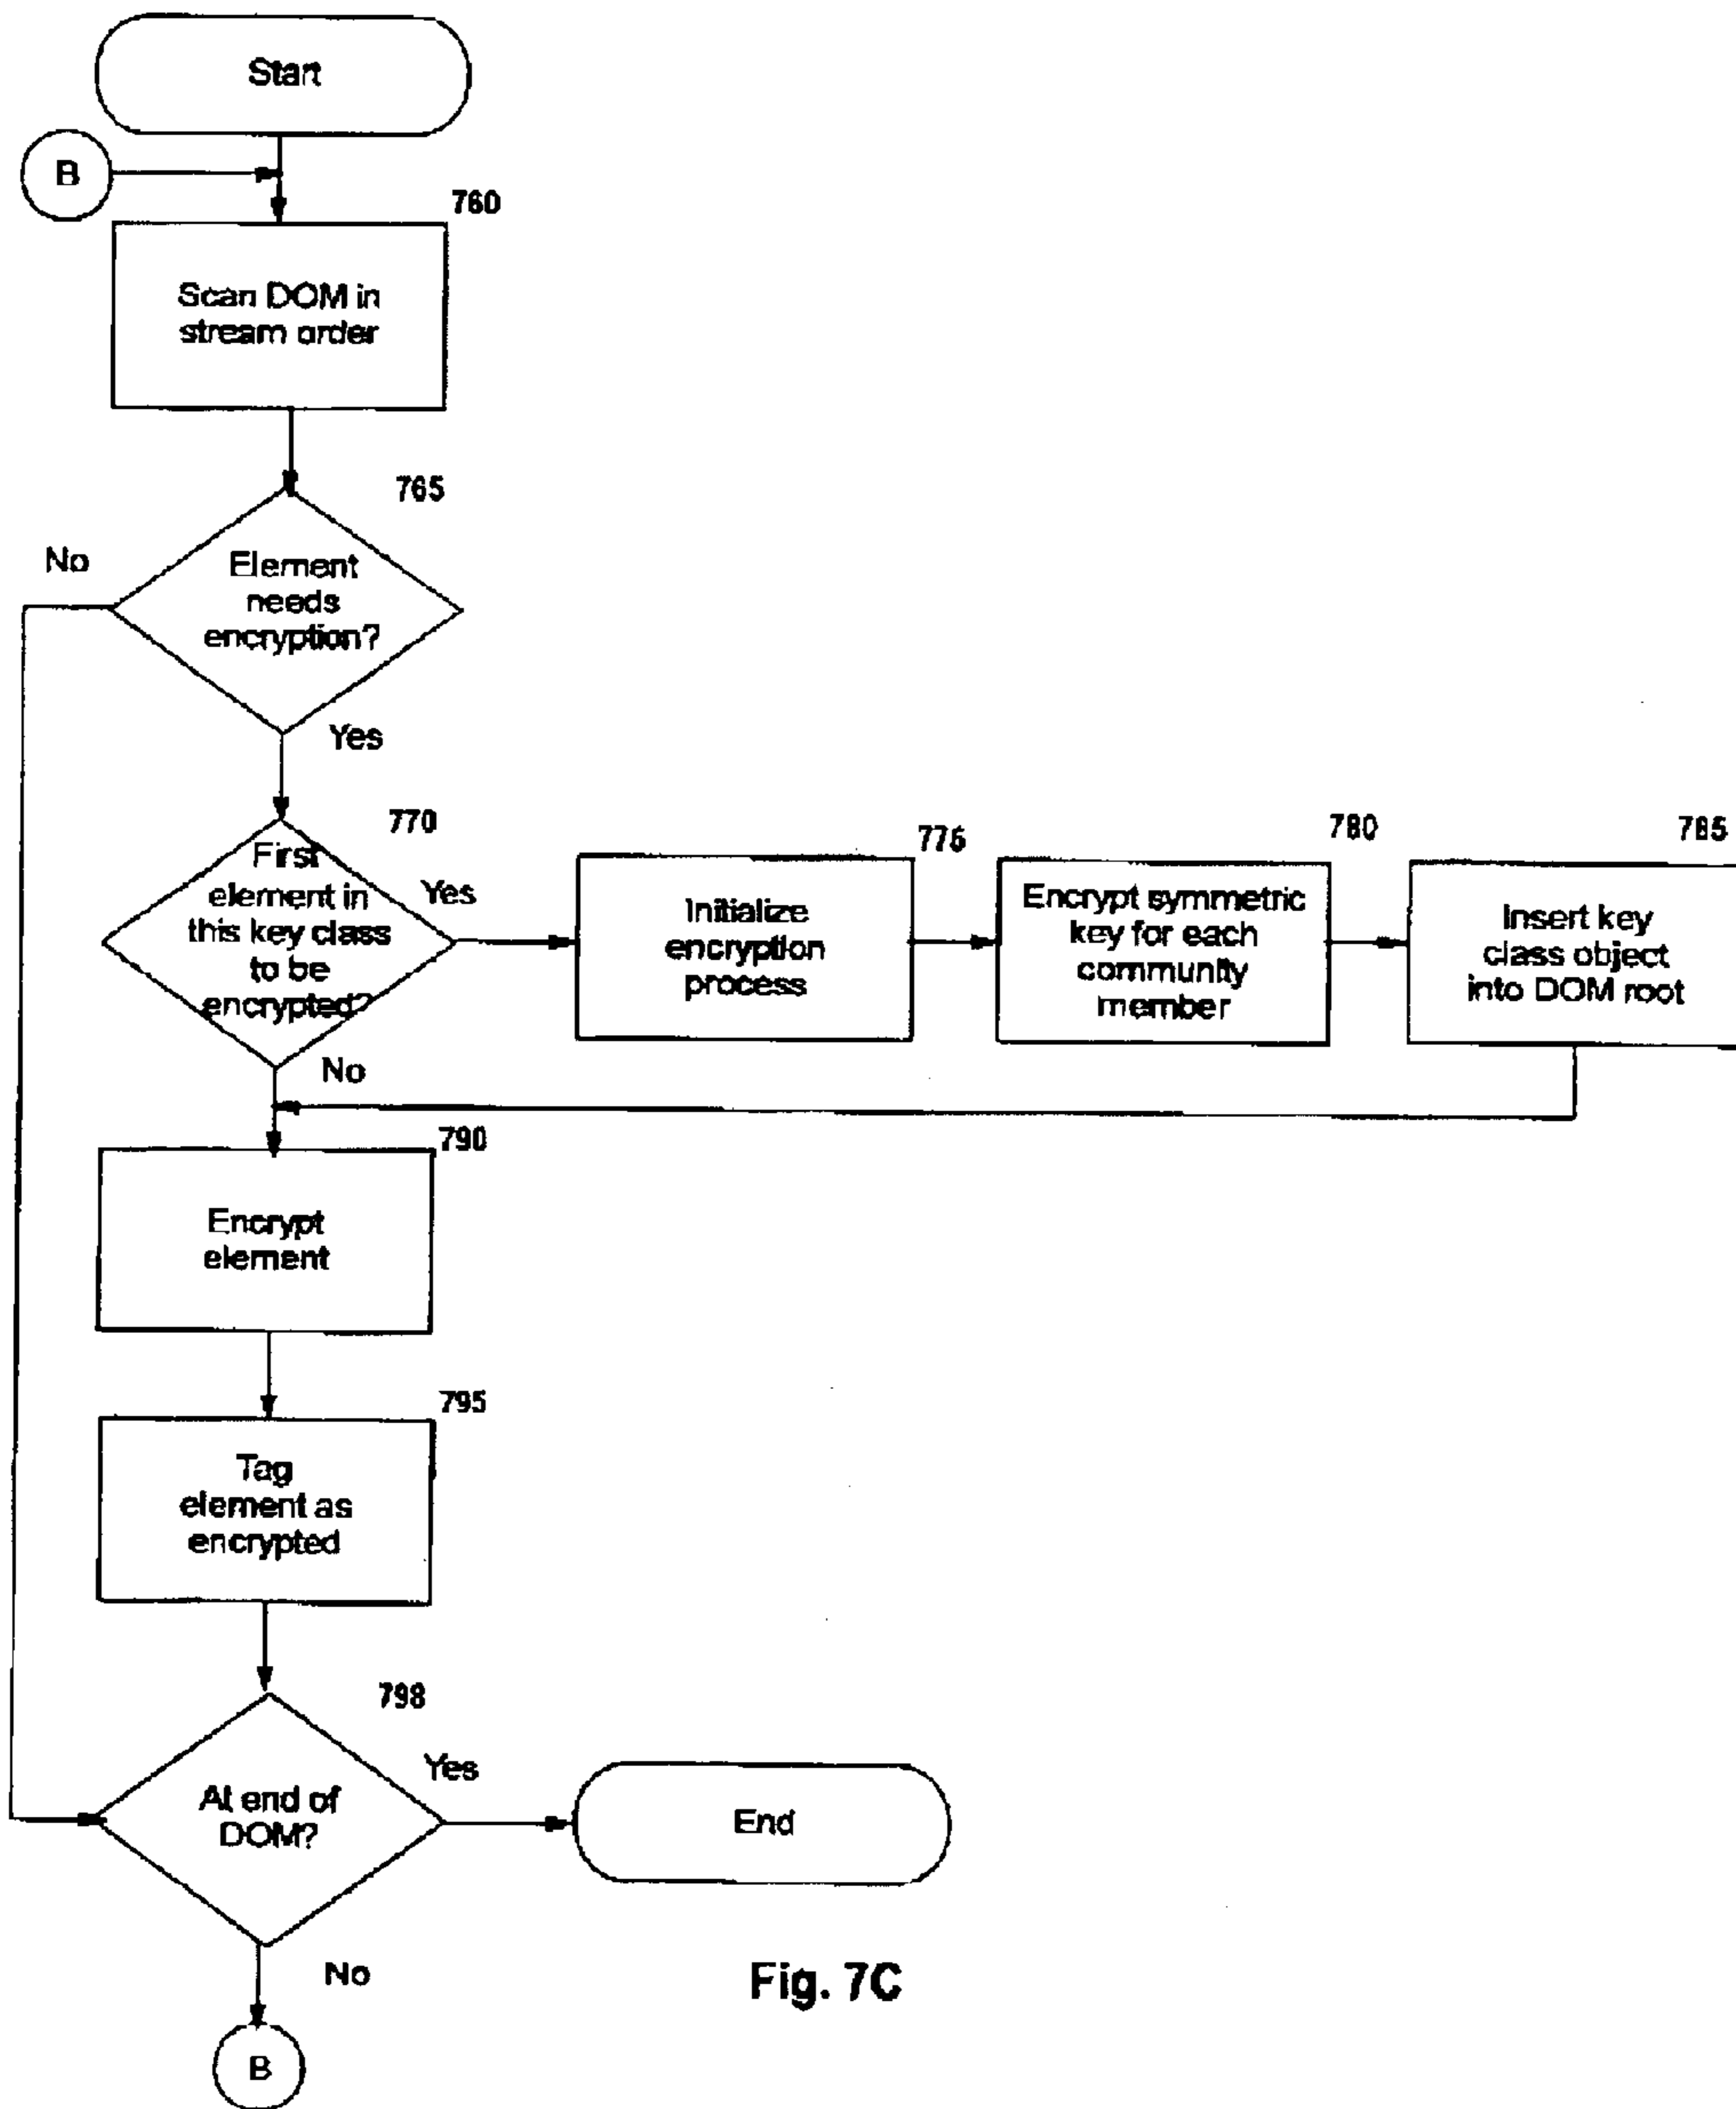 Start
B
760
Scan DOM in
stream order
765
No
Element
needs
encryption?
Yes
770
First
element in
this key class
to be
encrypted?
Yes
775
Initialize
encryption
process
780
Encrypt symmetric
key for each
community
member
785
Insert key
class object
into DOM root
No
790
Encrypt
element
795
Tag
element as
encrypted
798
At end of
DOM?
Yes
End
No
B
Fig. 7C